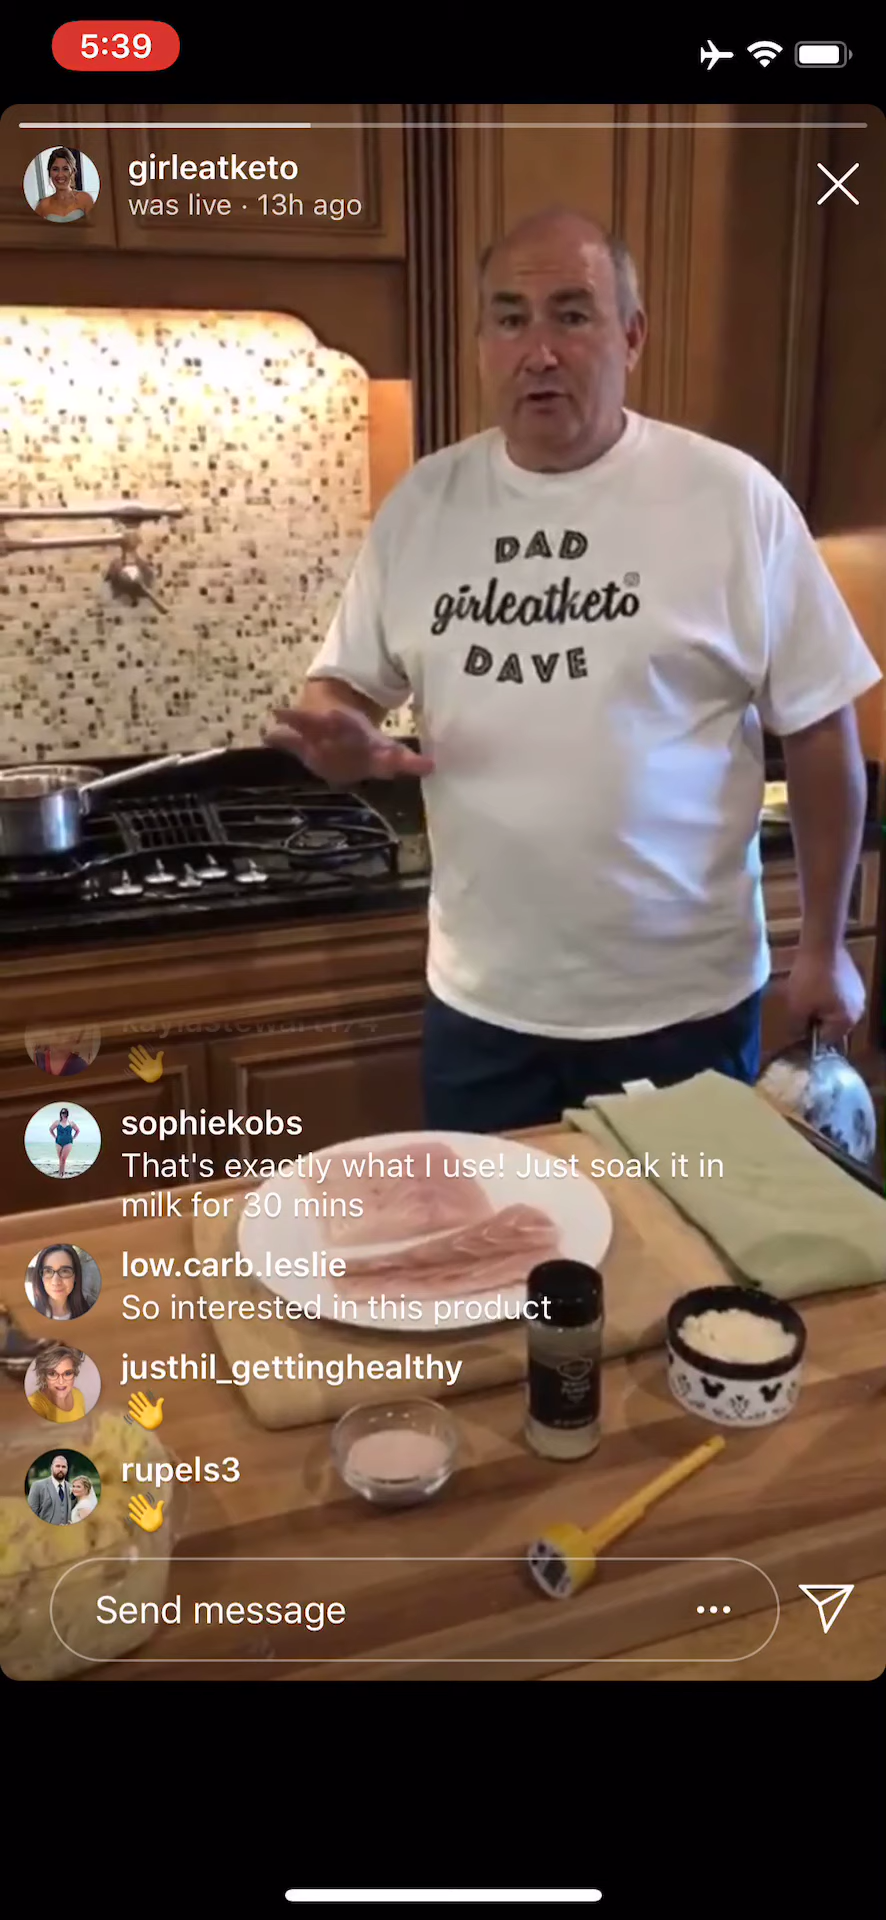 5:39
girleatketo
was live · 13h ago
DAD
girleatketo
DAVE
kaylastewart174
👋
sophiekobs
That's exactly what I use! Just soak it in
milk for 30 mins
low.carb.leslie
So interested in this product
justhil_gettinghealthy
👋
rupels3
👋
Send message